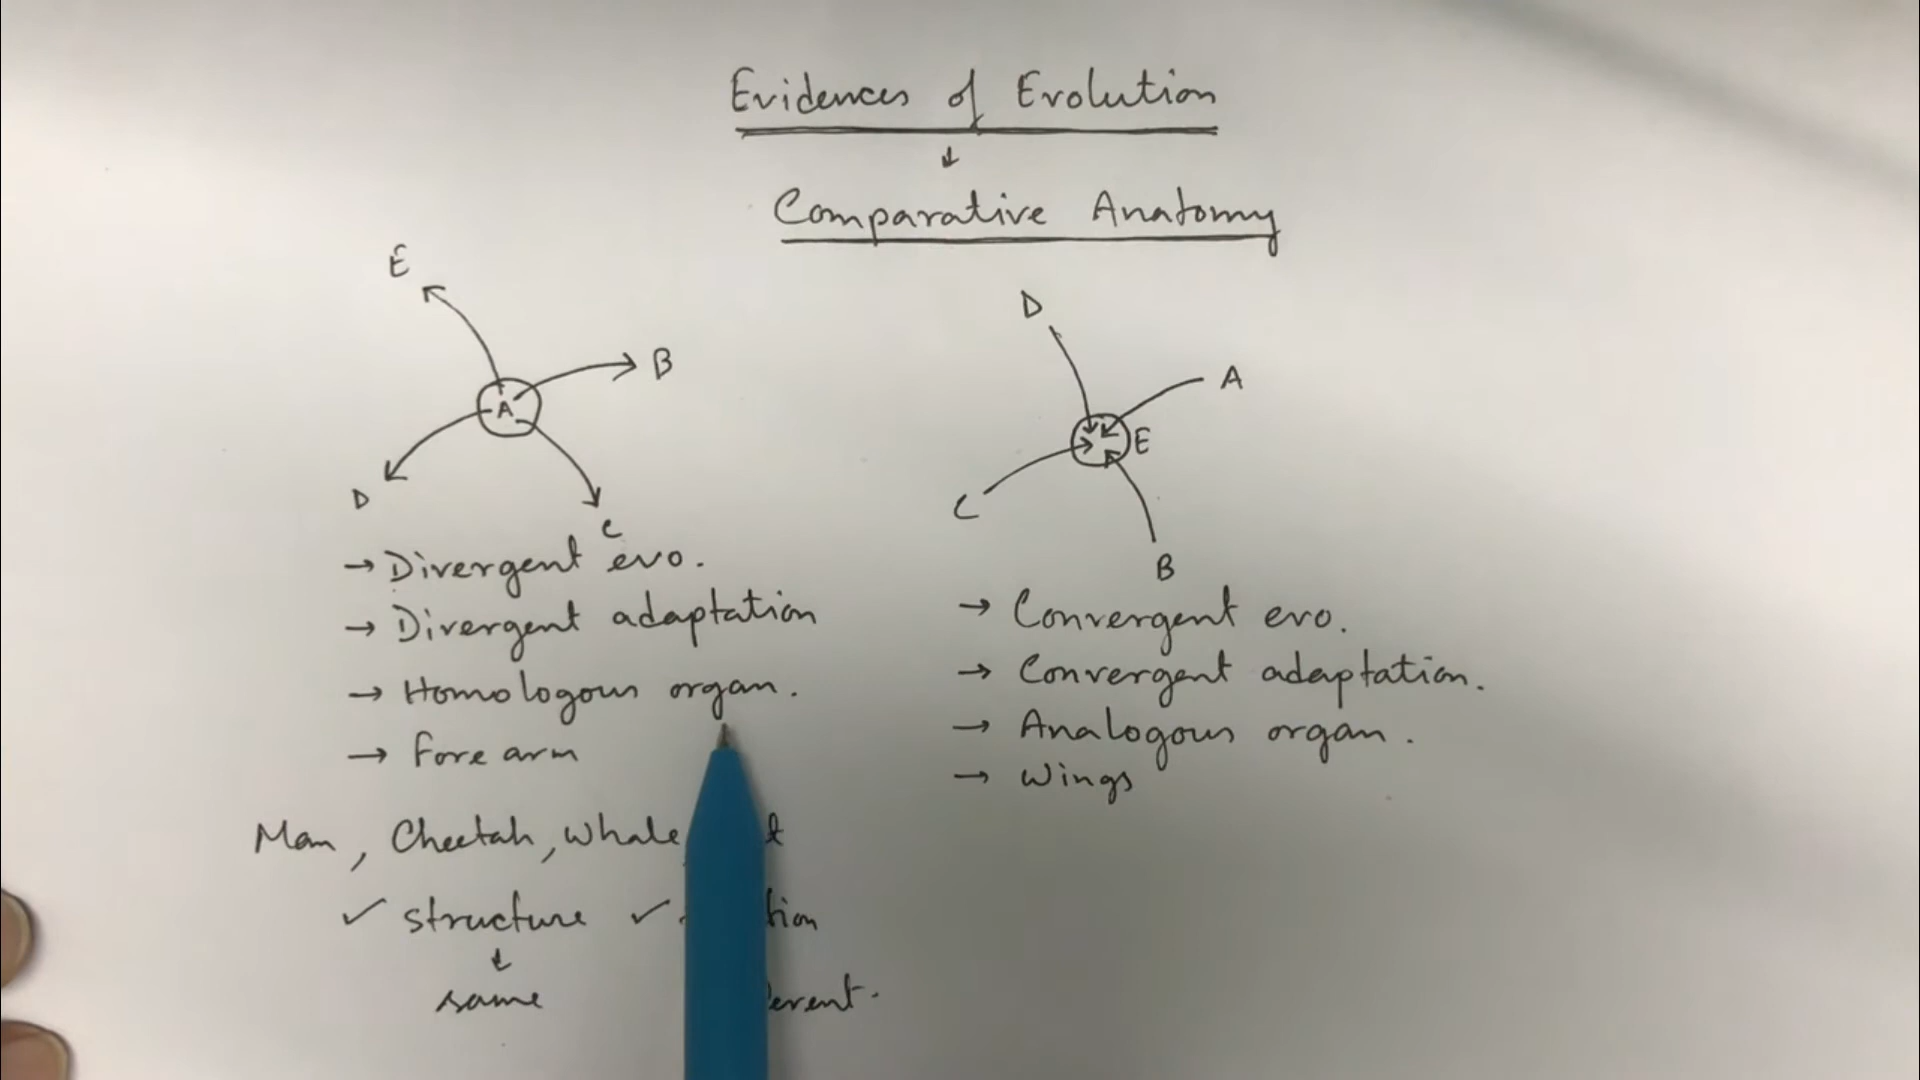 Evidences of Evolution
↓
Comparative Anatomy
E
B
A
D
C
→ Divergent evo.
→ Divergent adaptation
→ Homologous organ.
→ Fore arm
Man, Cheetah, Whale,
✓ structure ✓
↓
same
D
A
E
C
B
→ Convergent evo.
→ Convergent adaptation.
→ Analogous organ.
→ Wings